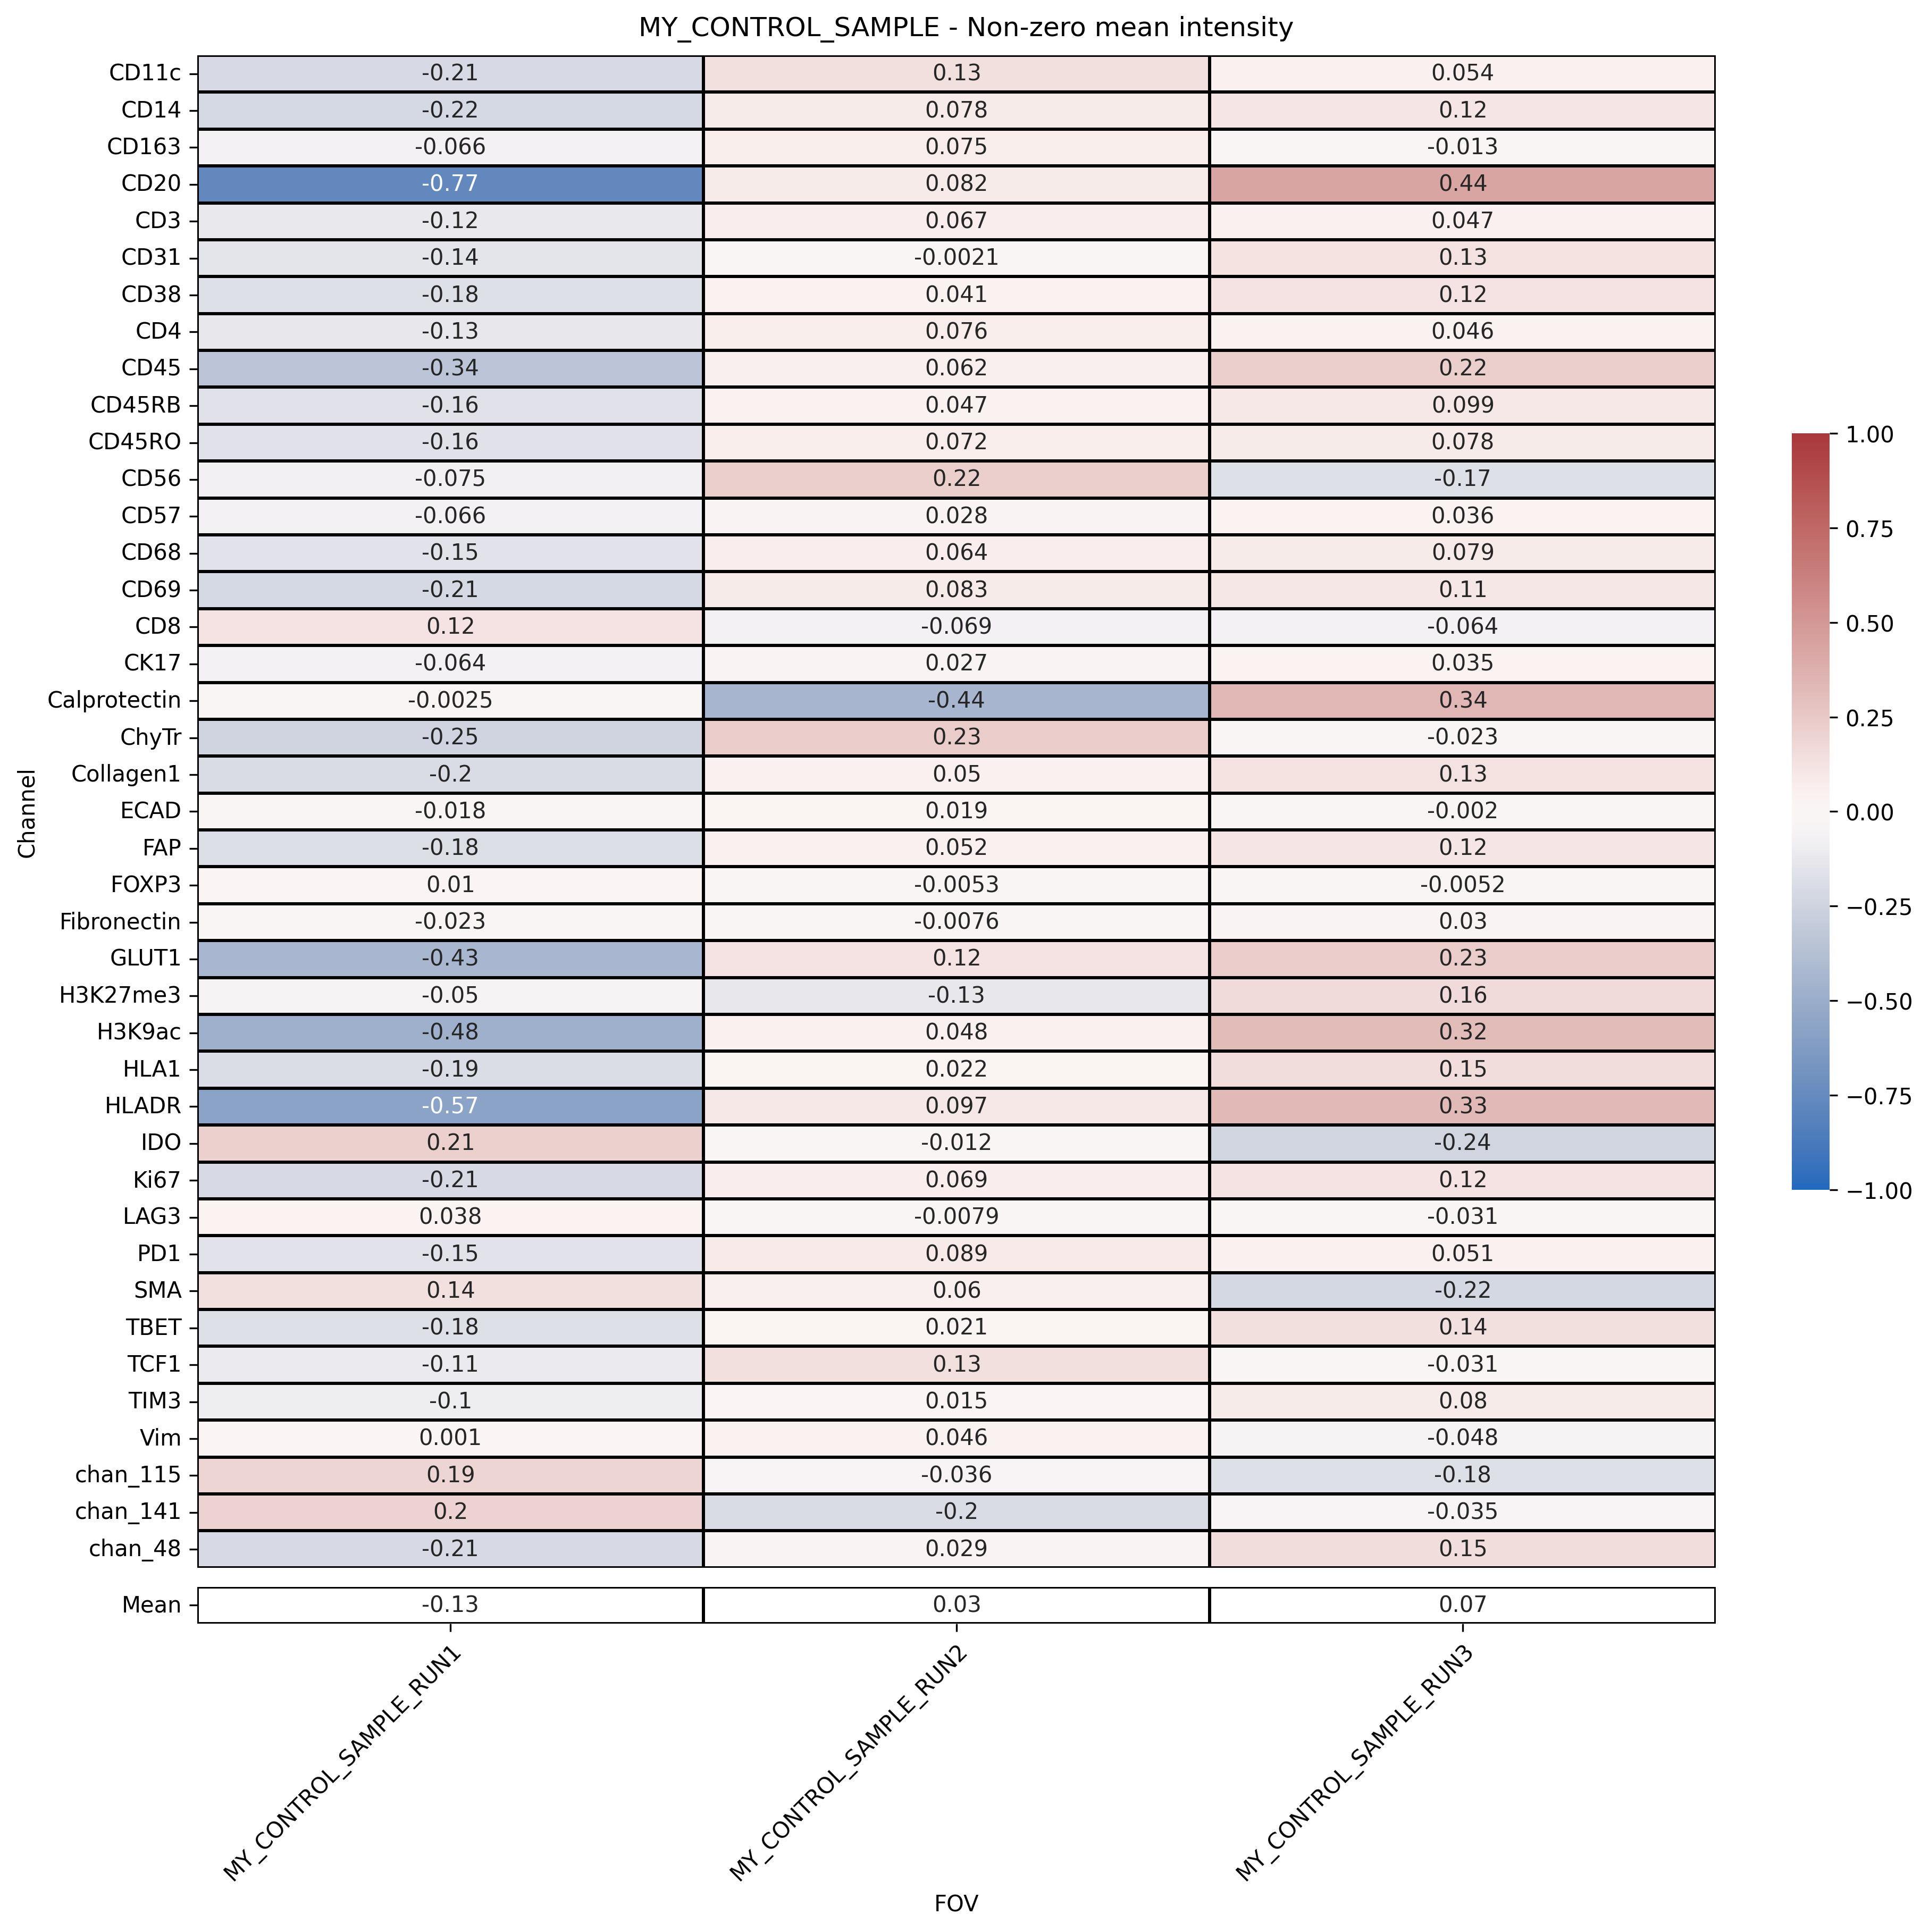 MY_CONTROL_SAMPLE - Non-zero mean intensity
CD11c -0.21 0.13 0.054
CD14 -0.22 0.078 0.12
CD163 -0.066 0.075 -0.013
CD20 -0.77 0.082 0.44
CD3 -0.12 0.067 0.047
CD31 -0.14 -0.0021 0.13
CD38 -0.18 0.041 0.12
CD4 -0.13 0.076 0.046
CD45 -0.34 0.062 0.22
CD45RB -0.16 0.047 0.099
CD45RO -0.16 0.072 0.078
CD56 -0.075 0.22 -0.17
CD57 -0.066 0.028 0.036
CD68 -0.15 0.064 0.079
CD69 -0.21 0.083 0.11
CD8 0.12 -0.069 -0.064
CK17 -0.064 0.027 0.035
Calprotectin -0.0025 -0.44 0.34
ChyTr -0.25 0.23 -0.023
Collagen1 -0.2 0.05 0.13
ECAD -0.018 0.019 -0.002
FAP -0.18 0.052 0.12
FOXP3 0.01 -0.0053 -0.0052
Fibronectin -0.023 -0.0076 0.03
GLUT1 -0.43 0.12 0.23
H3K27me3 -0.05 -0.13 0.16
H3K9ac -0.48 0.048 0.32
HLA1 -0.19 0.022 0.15
HLADR -0.57 0.097 0.33
IDO 0.21 -0.012 -0.24
Ki67 -0.21 0.069 0.12
LAG3 0.038 -0.0079 -0.031
PD1 -0.15 0.089 0.051
SMA 0.14 0.06 -0.22
TBET -0.18 0.021 0.14
TCF1 -0.11 0.13 -0.031
TIM3 -0.1 0.015 0.08
Vim 0.001 0.046 -0.048
chan_115 0.19 -0.036 -0.18
chan_141 0.2 -0.2 -0.035
chan_48 -0.21 0.029 0.15
Mean -0.13 0.03 0.07
MY_CONTROL_SAMPLE_RUN1
MY_CONTROL_SAMPLE_RUN2
MY_CONTROL_SAMPLE_RUN3
FOV
Channel
1.00
0.75
0.50
0.25
0.00
−0.25
−0.50
−0.75
−1.00